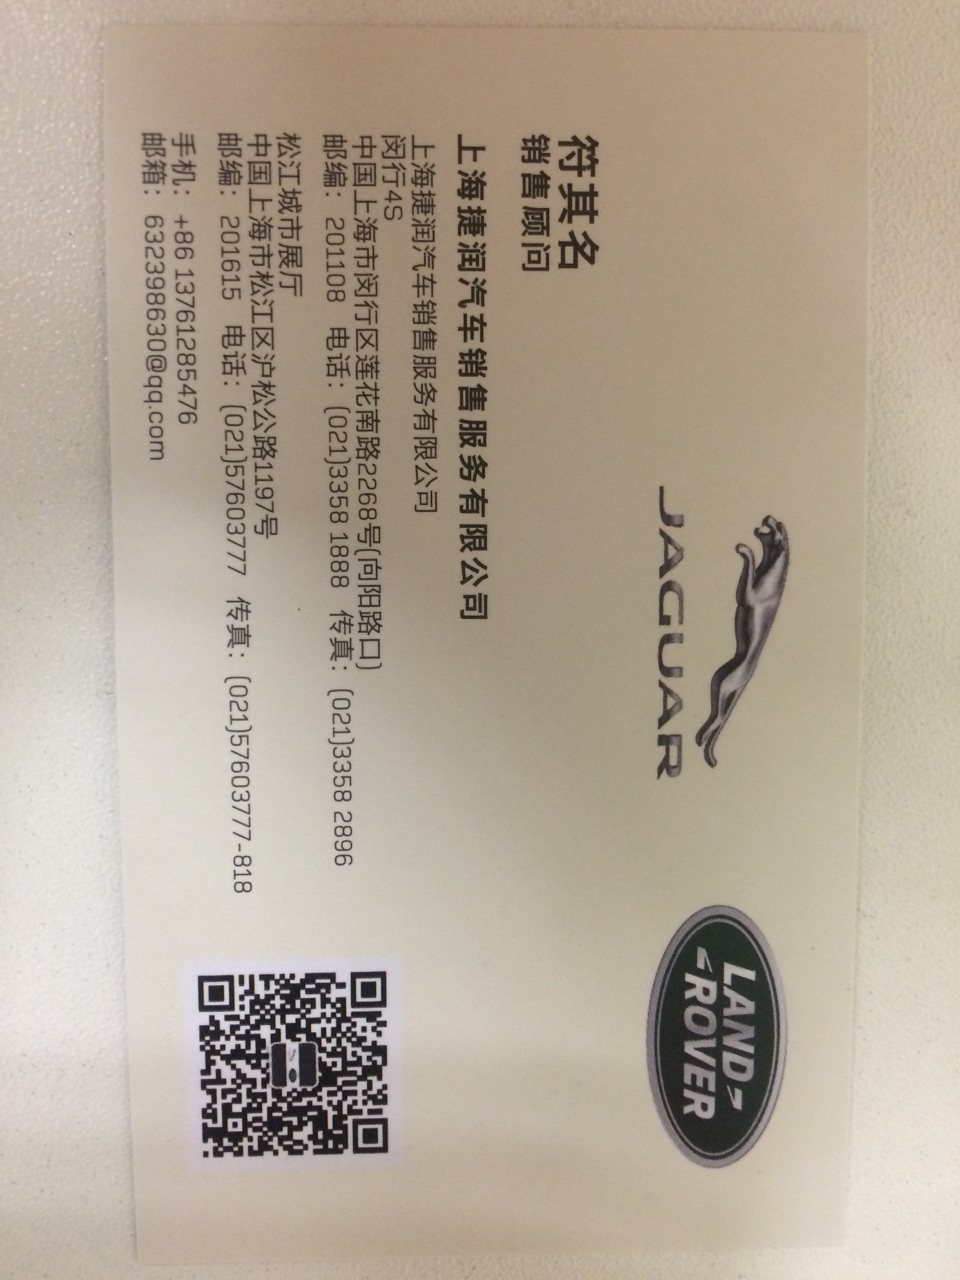 JAGUAR
LAND
ROVER
符其名
销售顾问
上海捷润汽车销售服务有限公司
上海捷润汽车销售服务有限公司
闵行4S
中国上海市闵行区莲花南路2268号(向阳路口)
邮编：201108 电话：(021)3358 1888 传真：(021)3358 2896
松江城市展厅
中国上海市松江区沪松公路1197号
邮编：201615 电话：(021)57603777 传真：(021)57603777-818
手机：+86 13761285476
邮箱：632398630@qq.com